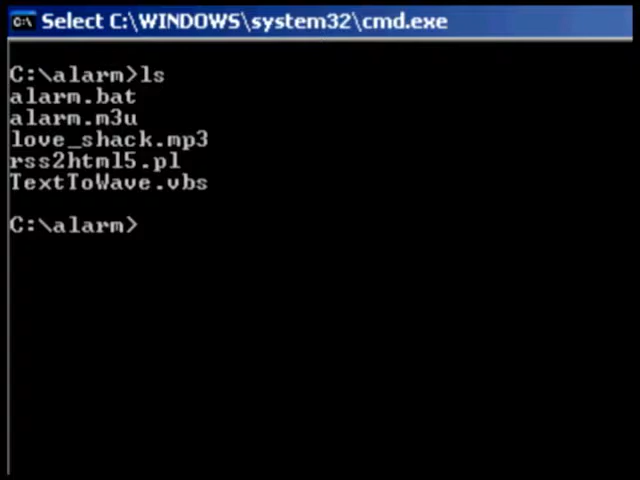 C:\ Select C:\WINDOWS\system32\cmd.exe
C:\alarm>ls
alarm.bat
alarm.m3u
love_shack.mp3
rss2html5.pl
TextToWave.vbs
C:\alarm>